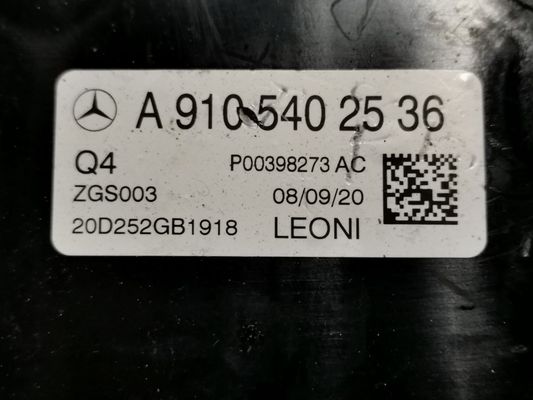 A 910 540 25 36
Q4 P00398273 AC
ZGS003 08/09/20
20D252GB1918 LEONI